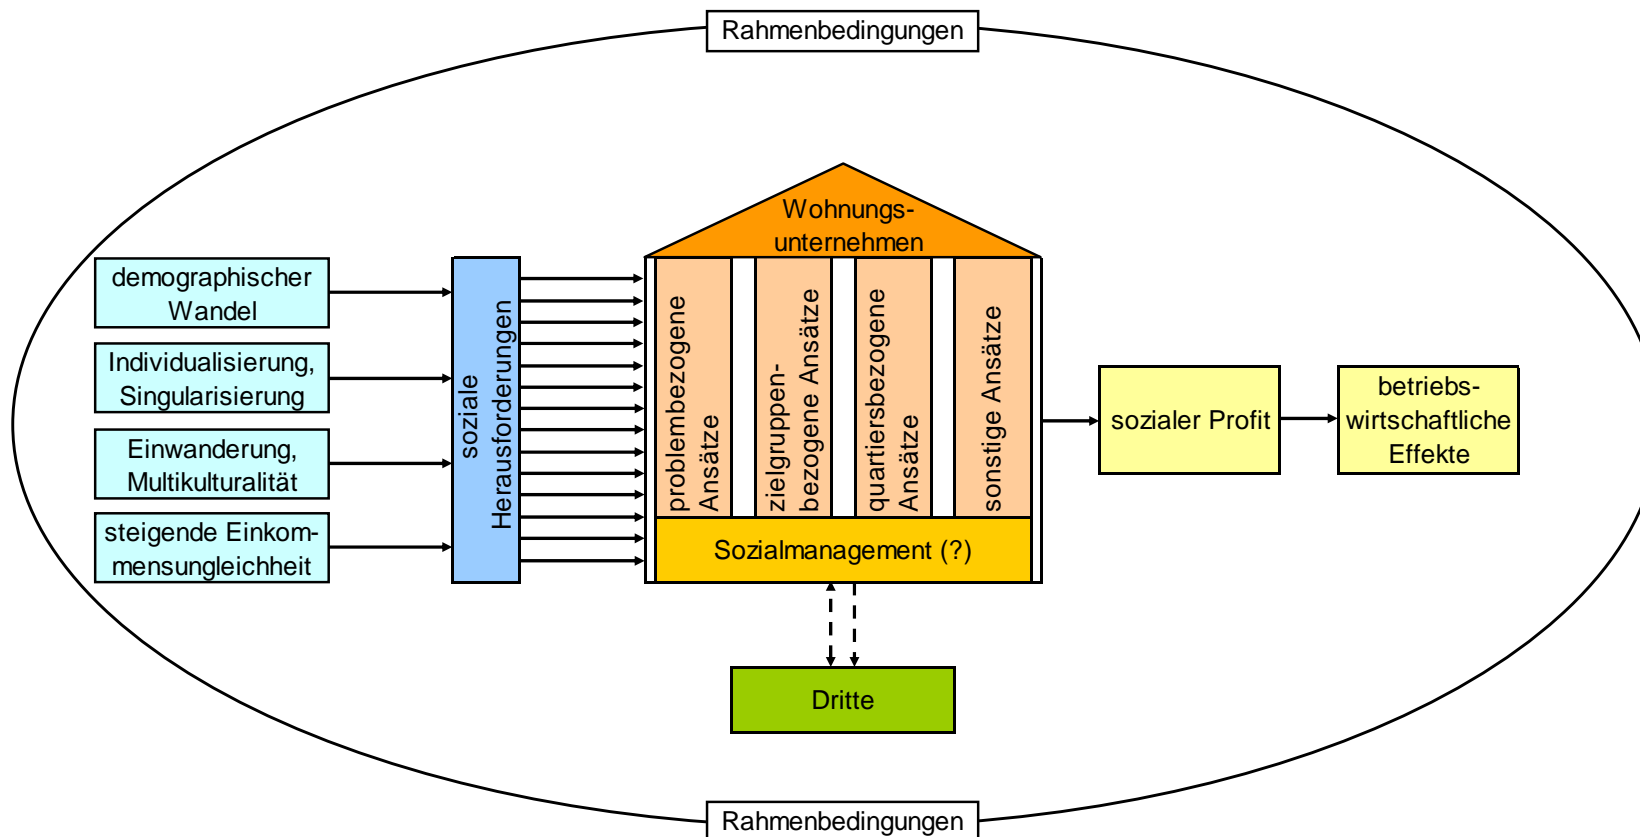 Rahmenbedingungen
demographischer
Wandel
Individualisierung,
Singularisierung
Einwanderung,
Multikulturalität
steigende Einkom-
mensungleichheit
soziale
Herausforderungen
Wohnungs-
unternehmen
problembezogene
Ansätze
zielgruppen-
bezogene Ansätze
quartiersbezogene
Ansätze
sonstige Ansätze
Sozialmanagement (?)
Dritte
sozialer Profit
betriebs-
wirtschaftliche
Effekte
Rahmenbedingungen